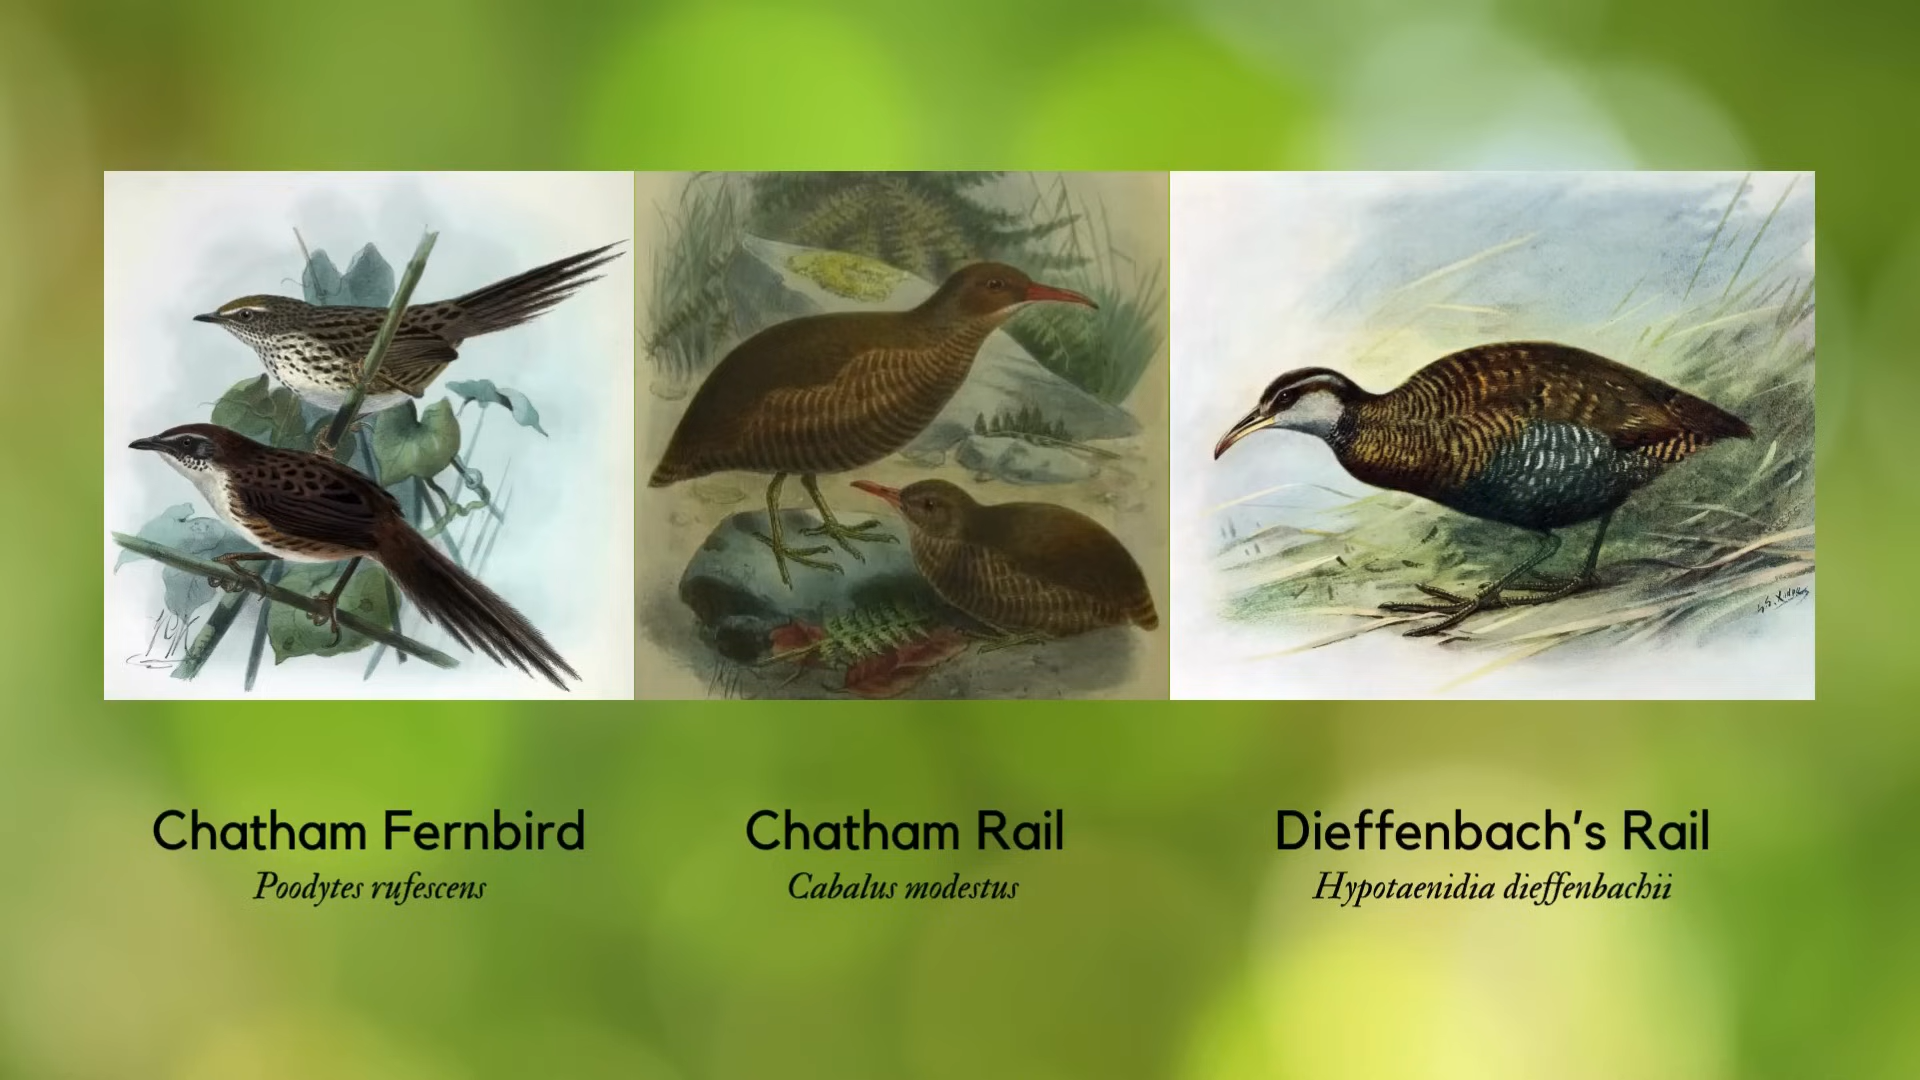 Chatham Fernbird
Poodytes rufescens
Chatham Rail
Cabalus modestus
Dieffenbach's Rail
Hypotaenidia dieffenbachii